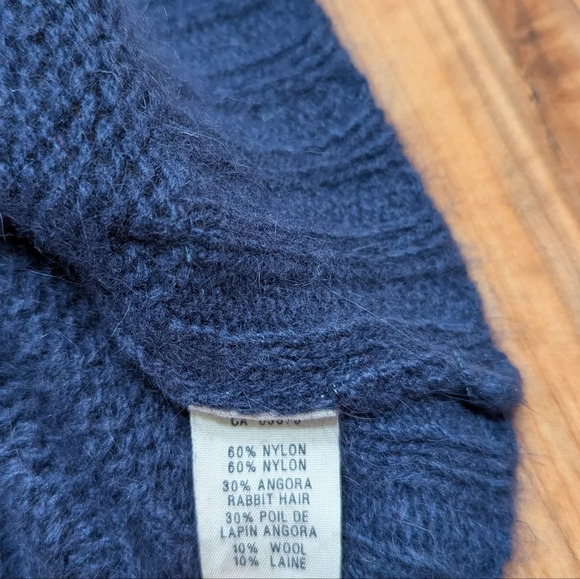 CA
60% NYLON
60% NYLON
30% ANGORA
RABBIT HAIR
30% POIL DE
LAPIN ANGORA
10% WOOL
10% LAINE